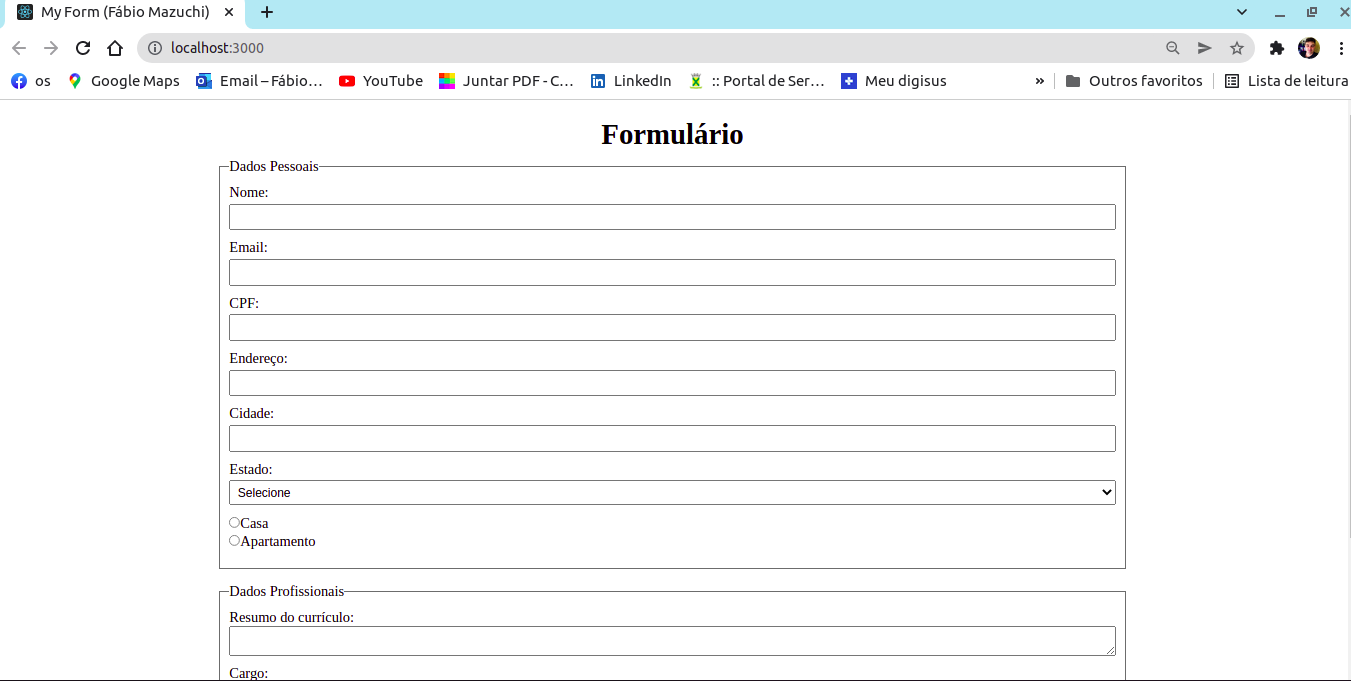 My Form (Fábio Mazuchi)
localhost:3000
os Google Maps Email – Fábio... YouTube Juntar PDF - C... LinkedIn :: Portal de Ser... Meu digisus » Outros favoritos Lista de leitura
Formulário
Dados Pessoais
Nome:
Email:
CPF:
Endereço:
Cidade:
Estado:
Selecione
Casa
Apartamento
Dados Profissionais
Resumo do currículo:
Cargo: